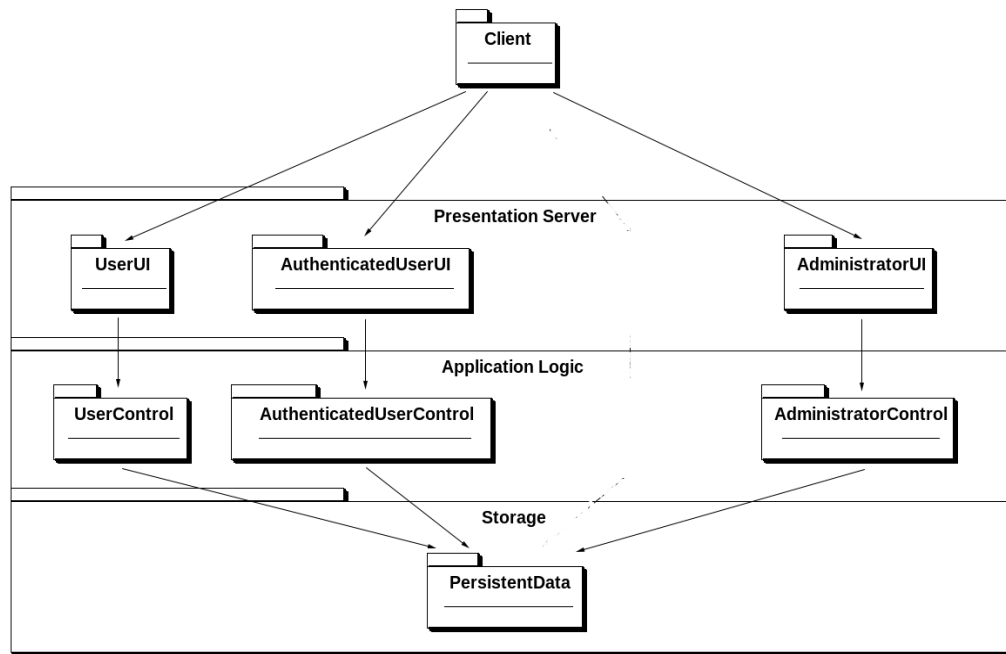 Client
Presentation Server
UserUI
AuthenticatedUserUI
AdministratorUI
Application Logic
UserControl
AuthenticatedUserControl
AdministratorControl
Storage
PersistentData